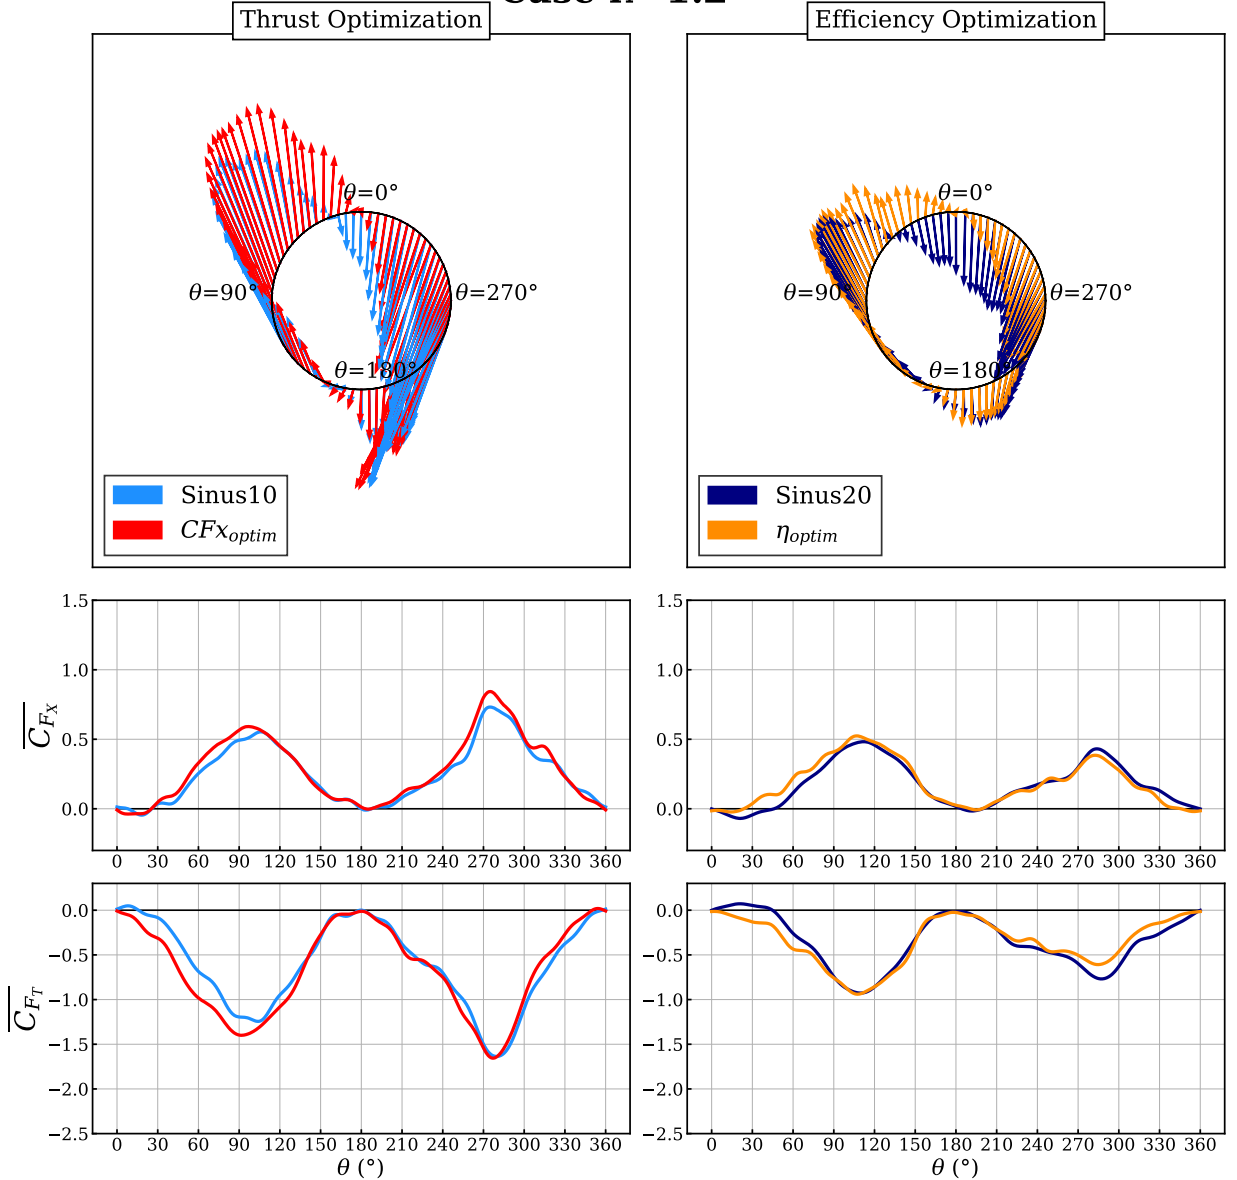 Thrust Optimization
Efficiency Optimization
θ=0°
θ=90°
θ=270°
θ=180°
Sinus10
CFx_optim
θ=0°
θ=90°
θ=270°
θ=180°
Sinus20
η_optim
C_F_X
1.5
1.0
0.5
0.0
0 30 60 90 120 150 180 210 240 270 300 330 360
1.5
1.0
0.5
0.0
0 30 60 90 120 150 180 210 240 270 300 330 360
C_F_T
0.0
−0.5
−1.0
−1.5
−2.0
−2.5
0 30 60 90 120 150 180 210 240 270 300 330 360
θ (°)
0.0
−0.5
−1.0
−1.5
−2.0
−2.5
0 30 60 90 120 150 180 210 240 270 300 330 360
θ (°)